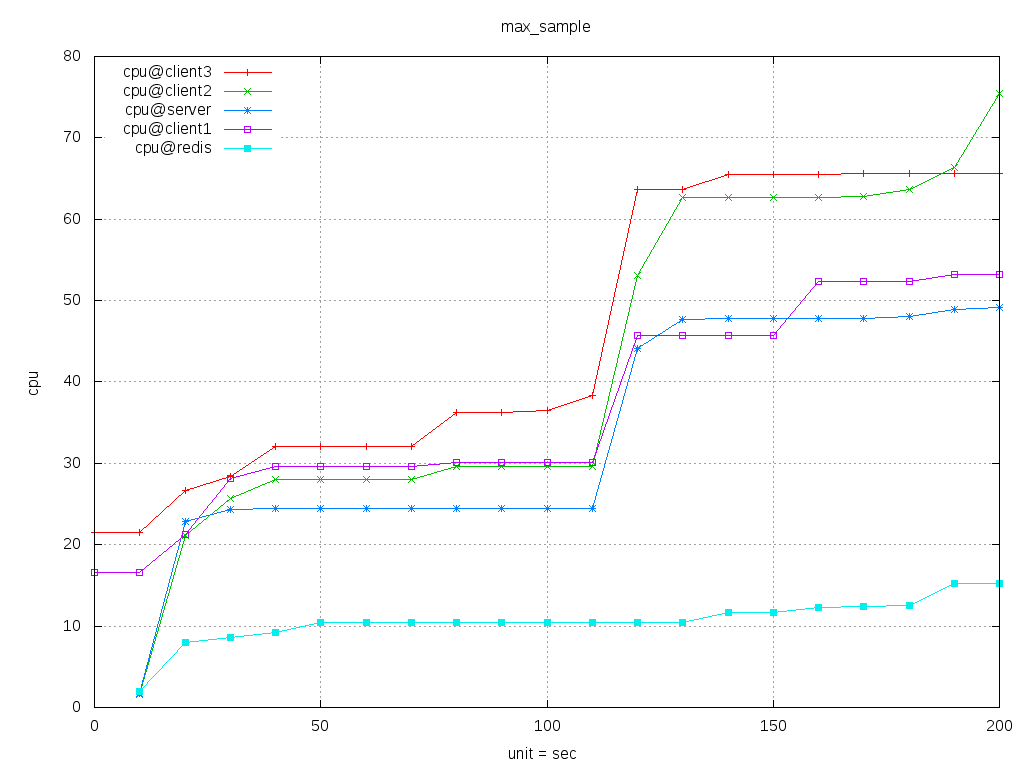 max_sample
80
70
60
50
40
30
20
10
0
cpu
cpu@client3
cpu@client2
cpu@server
cpu@client1
cpu@redis
0 50 100 150 200
unit = sec